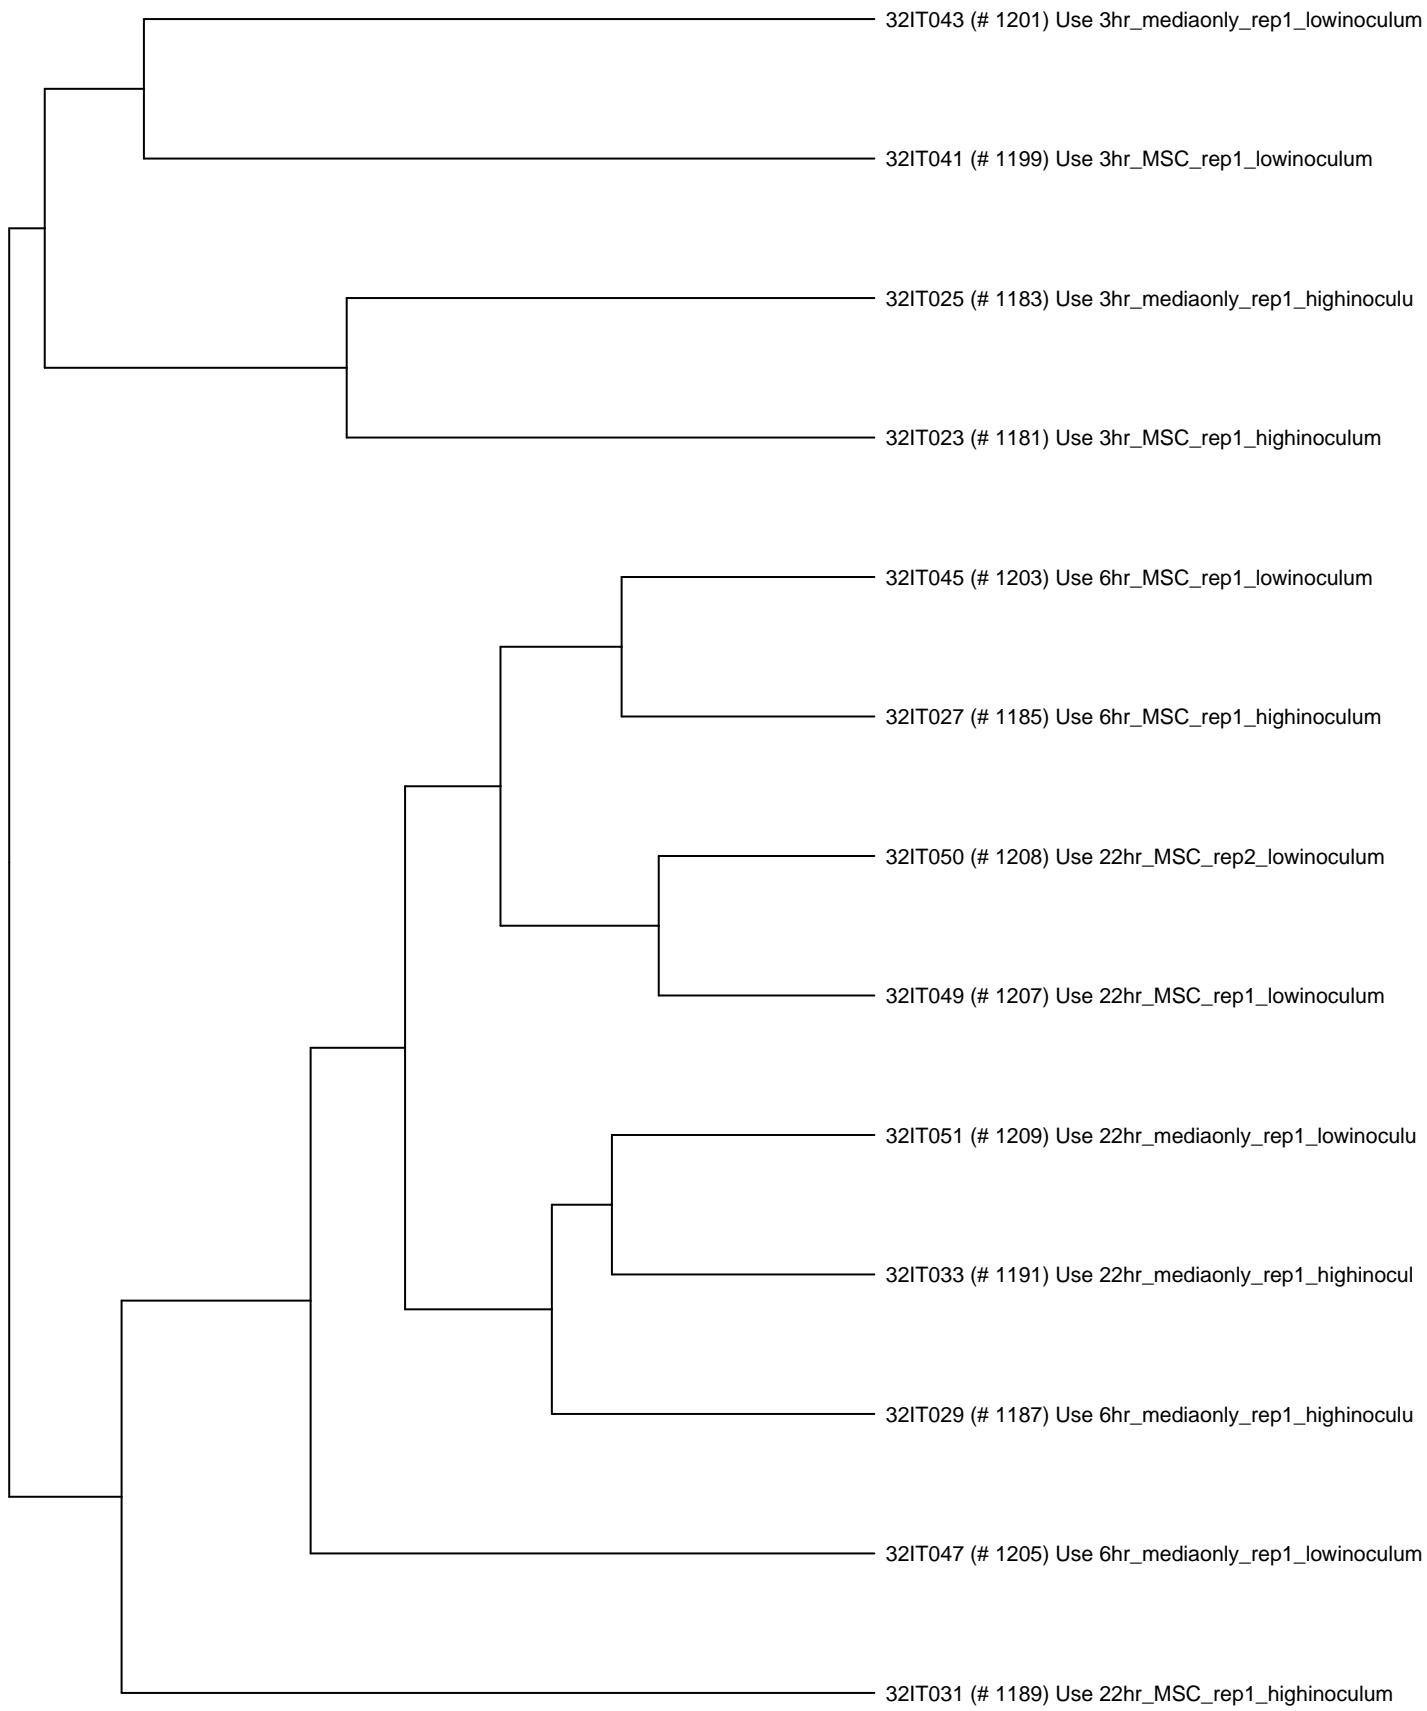 32IT043 (# 1201) Use 3hr_mediaonly_rep1_lowinoculum
32IT041 (# 1199) Use 3hr_MSC_rep1_lowinoculum
32IT025 (# 1183) Use 3hr_mediaonly_rep1_highinoculu
32IT023 (# 1181) Use 3hr_MSC_rep1_highinoculum
32IT045 (# 1203) Use 6hr_MSC_rep1_lowinoculum
32IT027 (# 1185) Use 6hr_MSC_rep1_highinoculum
32IT050 (# 1208) Use 22hr_MSC_rep2_lowinoculum
32IT049 (# 1207) Use 22hr_MSC_rep1_lowinoculum
32IT051 (# 1209) Use 22hr_mediaonly_rep1_lowinoculu
32IT033 (# 1191) Use 22hr_mediaonly_rep1_highinocul
32IT029 (# 1187) Use 6hr_mediaonly_rep1_highinoculu
32IT047 (# 1205) Use 6hr_mediaonly_rep1_lowinoculum
32IT031 (# 1189) Use 22hr_MSC_rep1_highinoculum